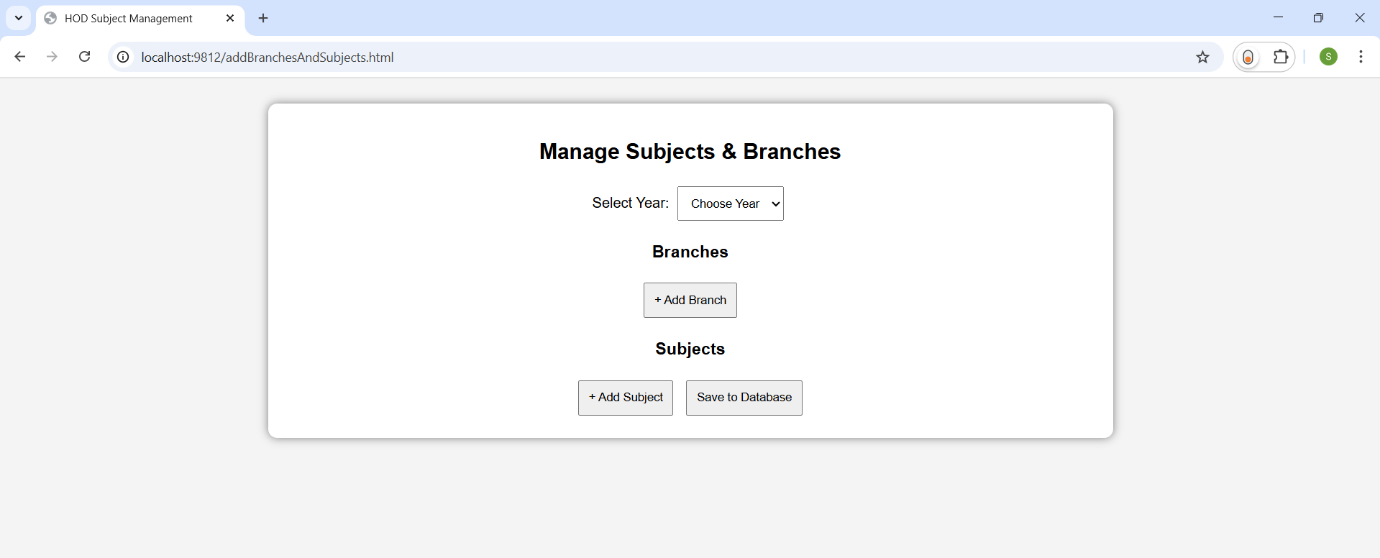 HOD Subject Management
localhost:9812/addBranchesAndSubjects.html
S
Manage Subjects & Branches
Select Year: Choose Year
Branches
+ Add Branch
Subjects
+ Add Subject Save to Database